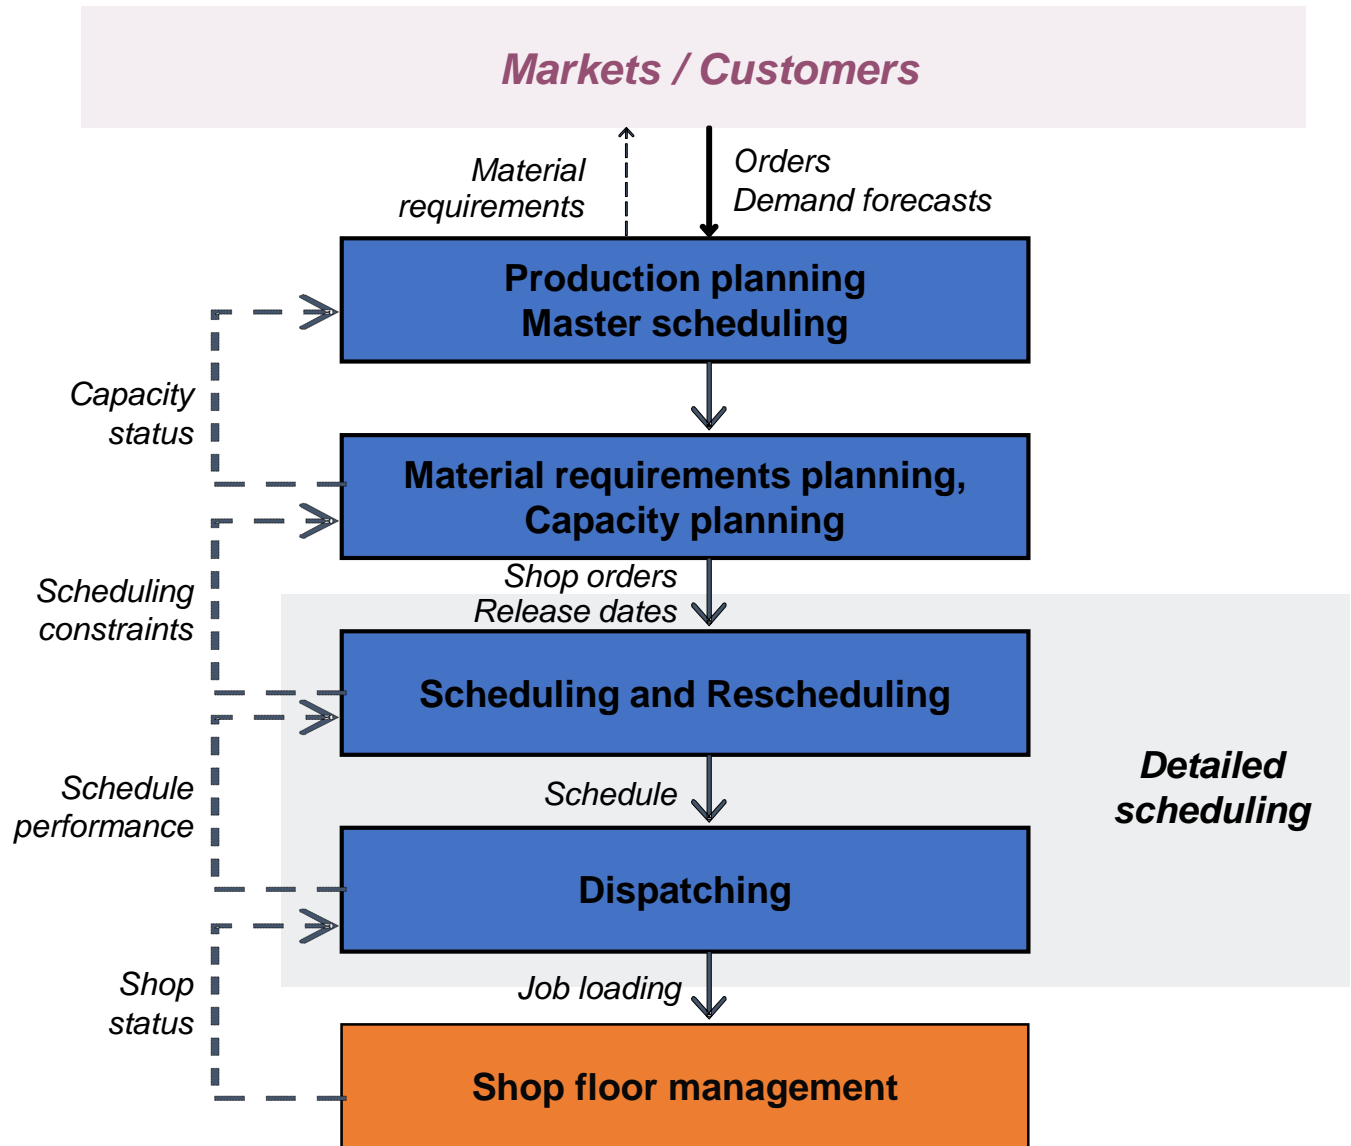 Markets / Customers
Material
requirements
Orders
Demand forecasts
Production planning
Master scheduling
Capacity
status
Material requirements planning,
Capacity planning
Shop orders
Release dates
Scheduling
constraints
Scheduling and Rescheduling
Schedule
performance
Schedule
Detailed
scheduling
Dispatching
Shop
status
Job loading
Shop floor management